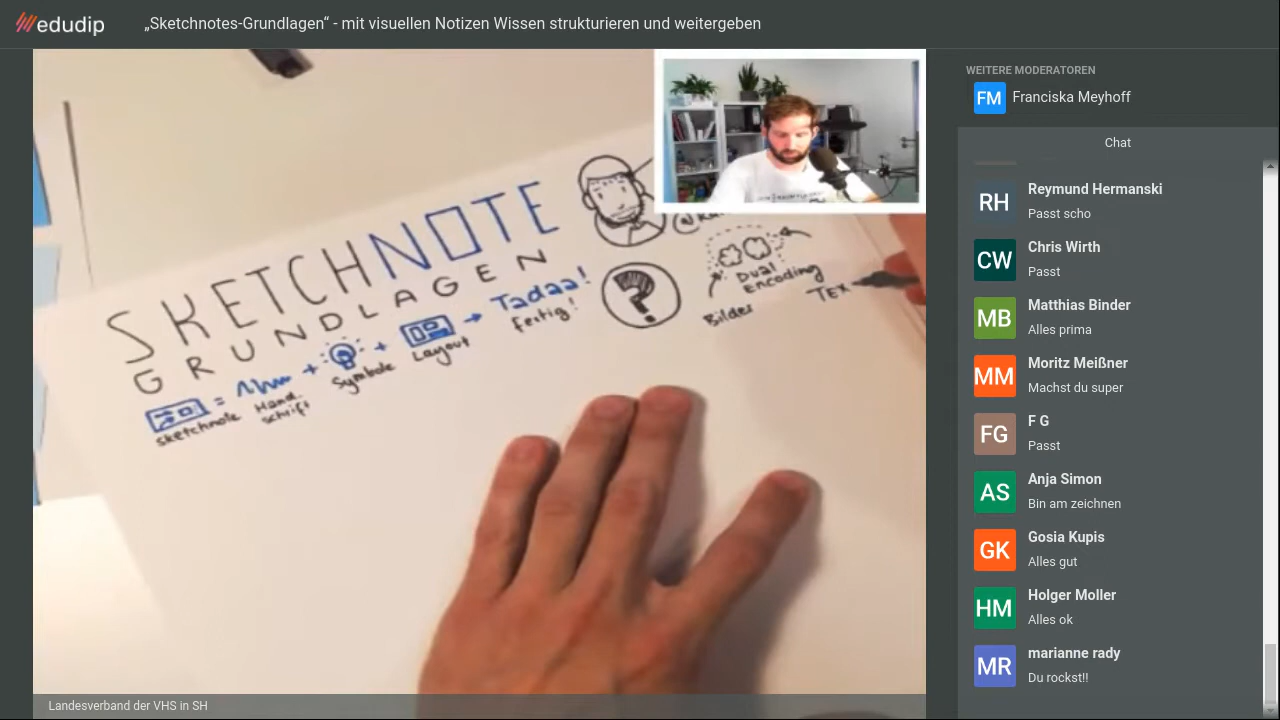 edudip
„Sketchnotes-Grundlagen“ - mit visuellen Notizen Wissen strukturieren und weitergeben
SKETCHNOTE
GRUNDLAGEN
sketchnote
=
Hand-
schrift
+
Symbole
+
Layout
Tadaa!
fertig!
?
Dual
Encoding
Bilder
TEX
Landesverband der VHS in SH
WEITERE MODERATOREN
FM
Franciska Meyhoff
Chat
RH
Reymund Hermanski
Passt scho
CW
Chris Wirth
Passt
MB
Matthias Binder
Alles prima
MM
Moritz Meißner
Machst du super
FG
F G
Passt
AS
Anja Simon
Bin am zeichnen
GK
Gosia Kupis
Alles gut
HM
Holger Moller
Alles ok
MR
marianne rady
Du rockst!!